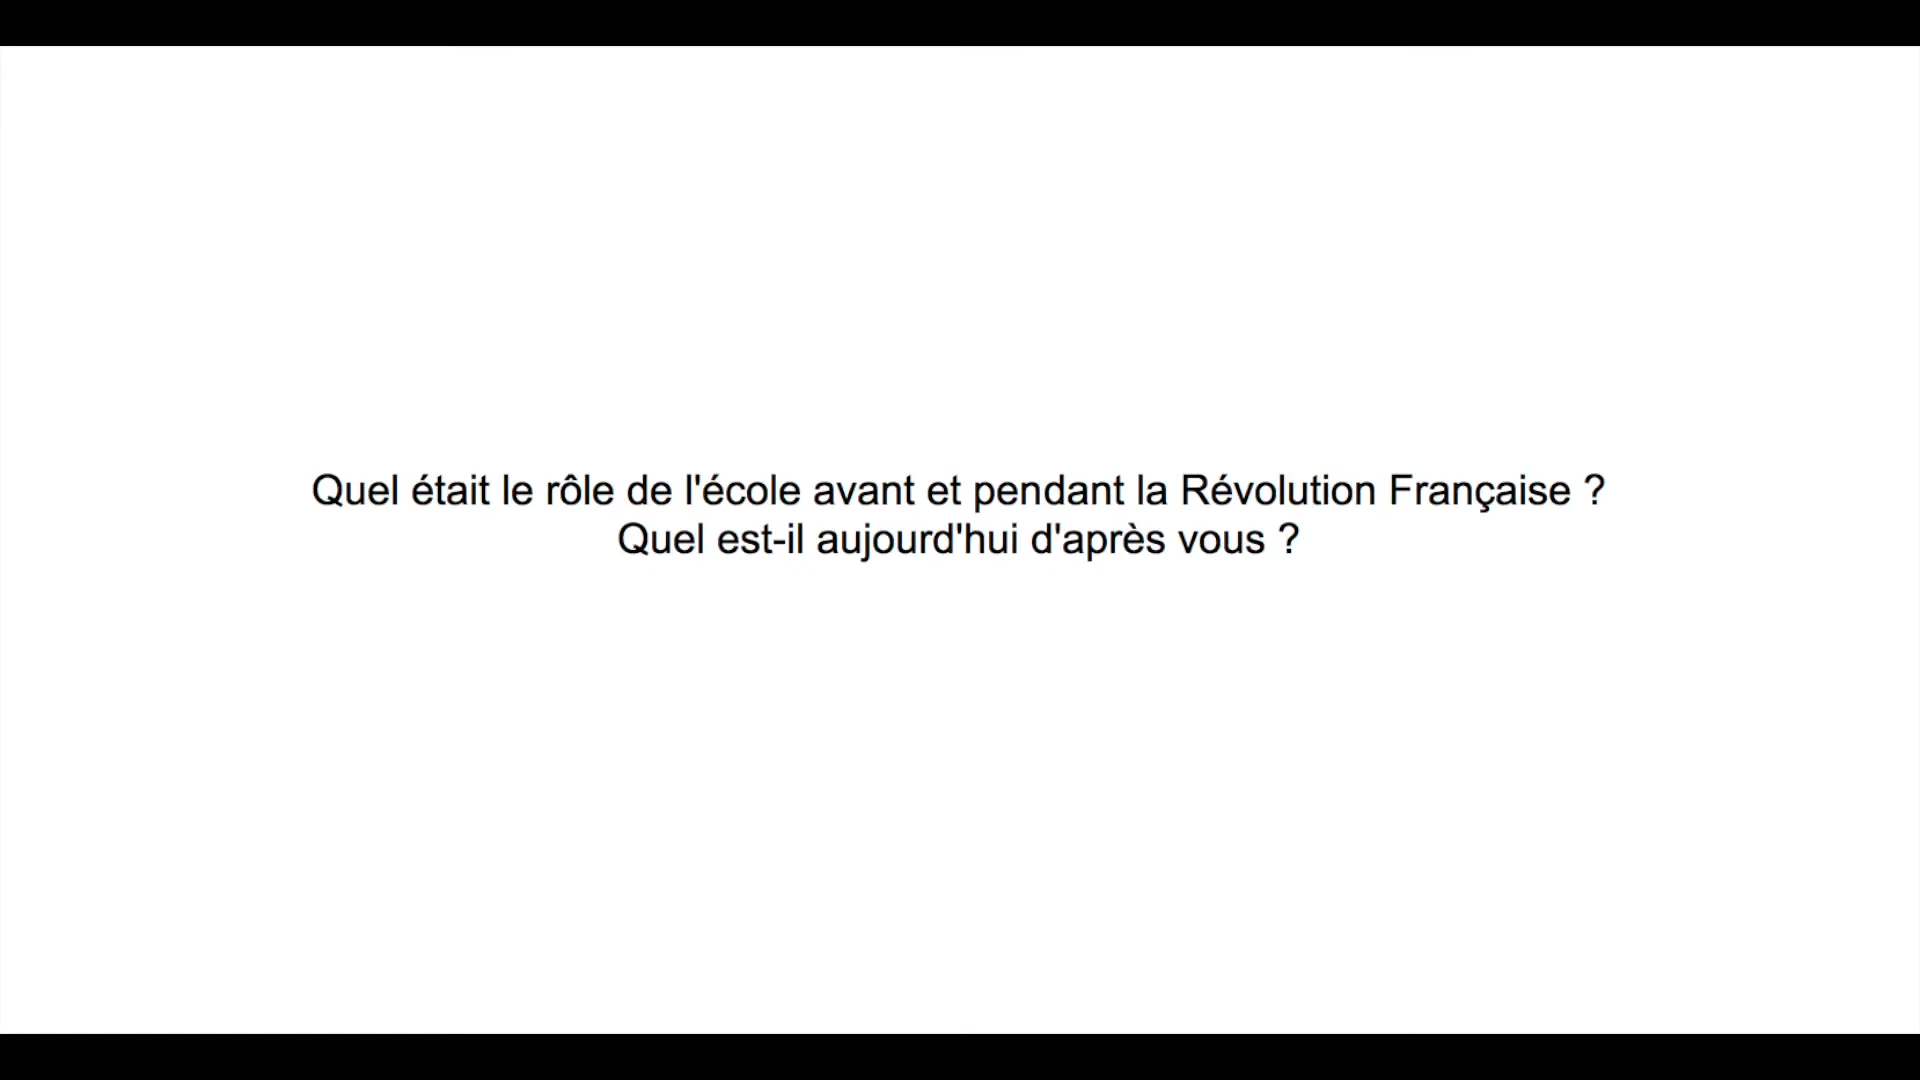 Quel était le rôle de l'école avant et pendant la Révolution Française ?
Quel est-il aujourd'hui d'après vous ?